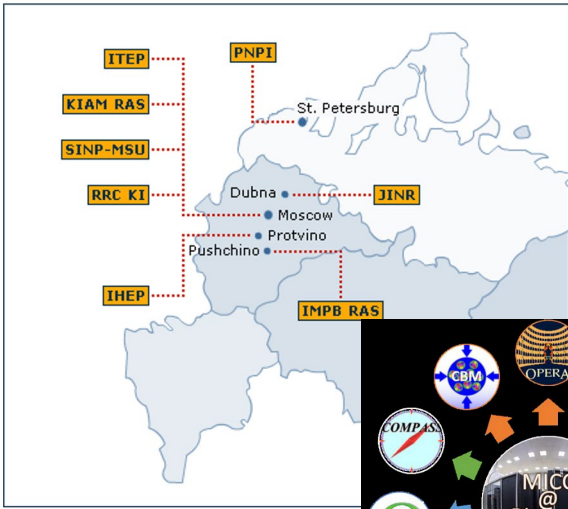 ITEP
PNPI
KIAM RAS
St. Petersburg
SINP-MSU
RRC KI
Dubna
JINR
Moscow
Protvino
Pushchino
IHEP
IMPB RAS
CBM
OPERA
COMPASS
@